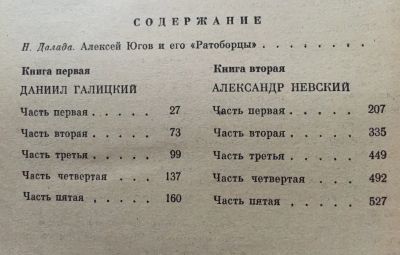 СОДЕРЖАНИЕ
Н. Далада. Алексей Югов и его «Ратоборцы» . . . . . . . .
Книга первая
ДАНИИЛ ГАЛИЦКИЙ
Часть первая . . . . . 27
Часть вторая . . . . . 73
Часть третья . . . . . 99
Часть четвертая . . . . 137
Часть пятая . . . . . 160
Книга вторая
АЛЕКСАНДР НЕВСКИЙ
Часть первая . . . . . 207
Часть вторая . . . . . 335
Часть третья . . . . . 449
Часть четвертая . . . . 492
Часть пятая . . . . . 527